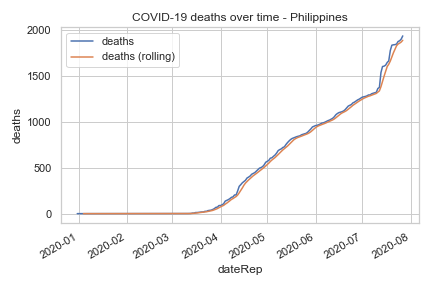 COVID-19 deaths over time - Philippines
deaths
deaths (rolling)
2000
1500
1000
500
0
deaths
2020-01
2020-02
2020-03
2020-04
2020-05
2020-06
2020-07
2020-08
dateRep